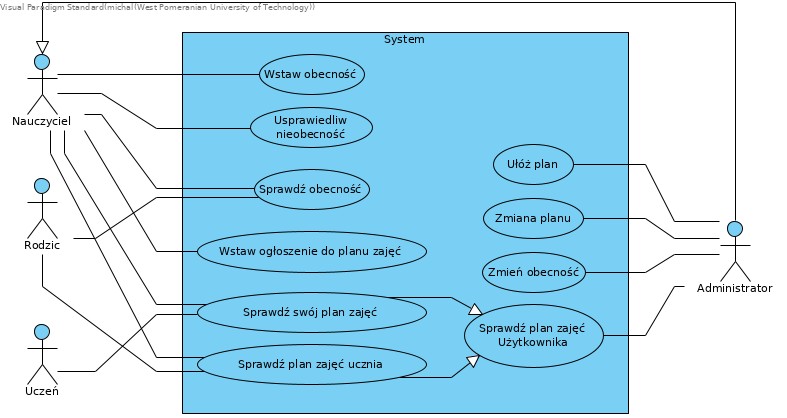 Visual Paradigm Standard(michal(West Pomeranian University of Technology))
System
Wstaw obecność
Nauczyciel
Usprawiedliw
nieobecność
Ułóż plan
Sprawdź obecność
Zmiana planu
Rodzic
Wstaw ogłoszenie do planu zajęć
Zmień obecność
Administrator
Sprawdź swój plan zajęć
Sprawdź plan zajęć
Użytkownika
Sprawdź plan zajęć ucznia
Uczeń